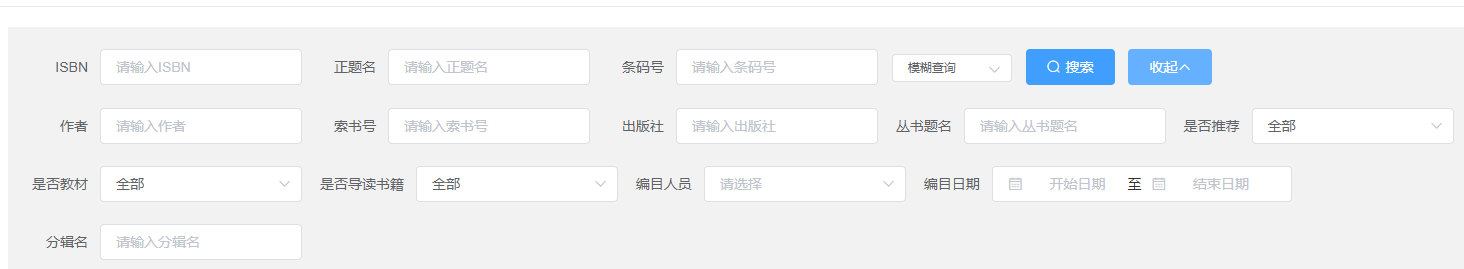 ISBN 请输入ISBN 正题名 请输入正题名 条码号 请输入条码号 模糊查询 搜索 收起
作者 请输入作者 索书号 请输入索书号 出版社 请输入出版社 丛书题名 请输入丛书题名 是否推荐 全部
是否教材 全部 是否导读书籍 全部 编目人员 请选择 编目日期 开始日期 至 结束日期
分辑名 请输入分辑名